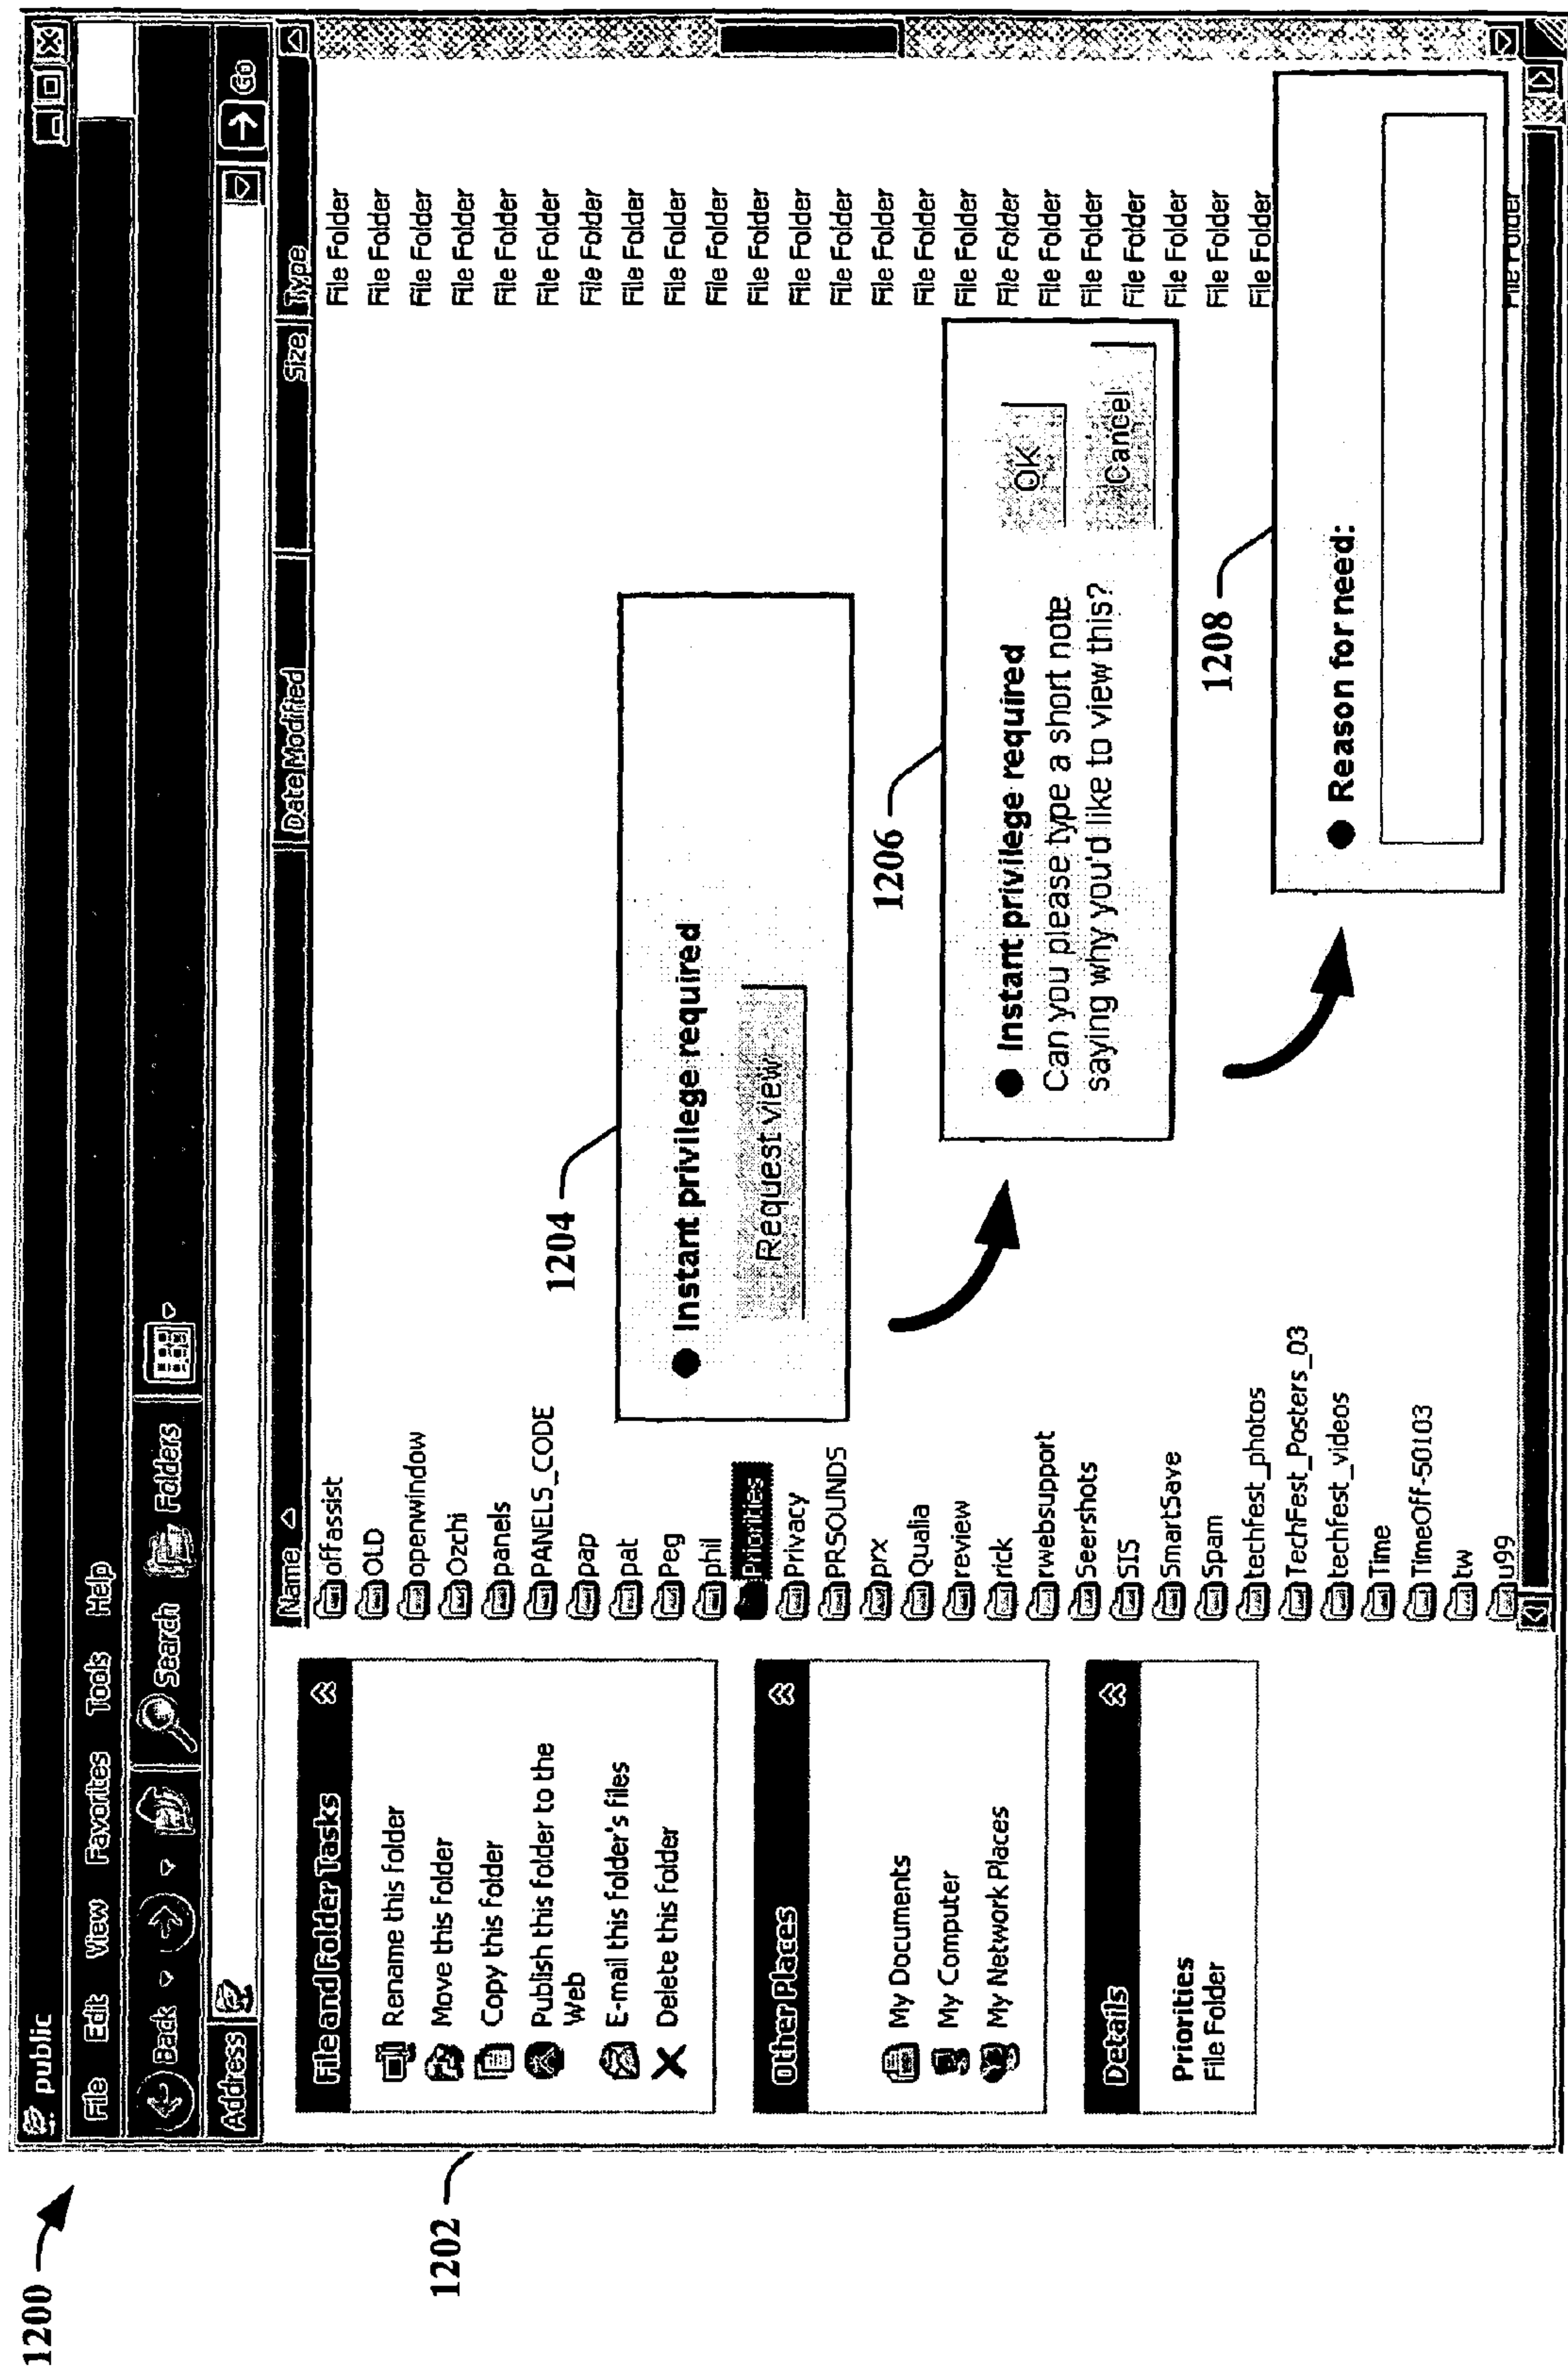 1200
1202
public
File Edit View Favorites Tools Help
Back Search Folders
Address Go
File and Folder Tasks
Rename this folder
Move this folder
Copy this folder
Publish this folder to the
Web
E-mail this folder's files
Delete this folder
Other Places
My Documents
My Computer
My Network Places
Details
Priorities
File Folder
Name Date Modified Size Type
offassist File Folder
OLD File Folder
openwindow File Folder
Ozchi File Folder
panels File Folder
PANELS_CODE File Folder
pap File Folder
pat File Folder
Peg File Folder
phil File Folder
Priorities File Folder
Privacy File Folder
PRSOUNDS File Folder
prx File Folder
Qualia File Folder
review File Folder
rick File Folder
rwebsupport File Folder
Seershots File Folder
SIS File Folder
SmartSave File Folder
Spam File Folder
techfest_photos File Folder
TechFest_Posters_03
techfest_videos
Time
TimeOff-50103
tw
u99 File Folder
1204
Instant privilege required
Request view
1206
Instant privilege required
Can you please type a short note
saying why you'd like to view this?
OK
Cancel
1208
Reason for need: